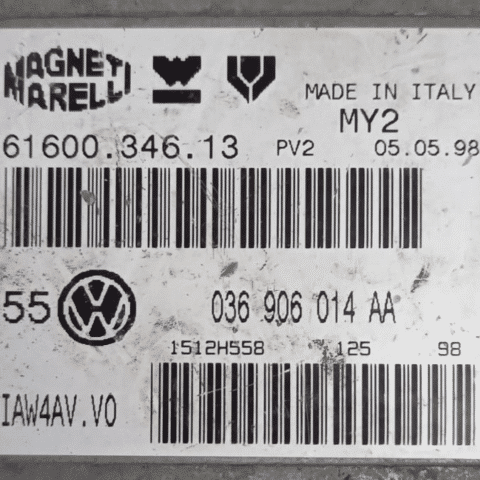 MAGNETI
MARELLI
MADE IN ITALY
MY2
61600.346.13 PV2 05.05.98
55 036 906 014 AA
1512H558 125 98
IAW4AV.V0